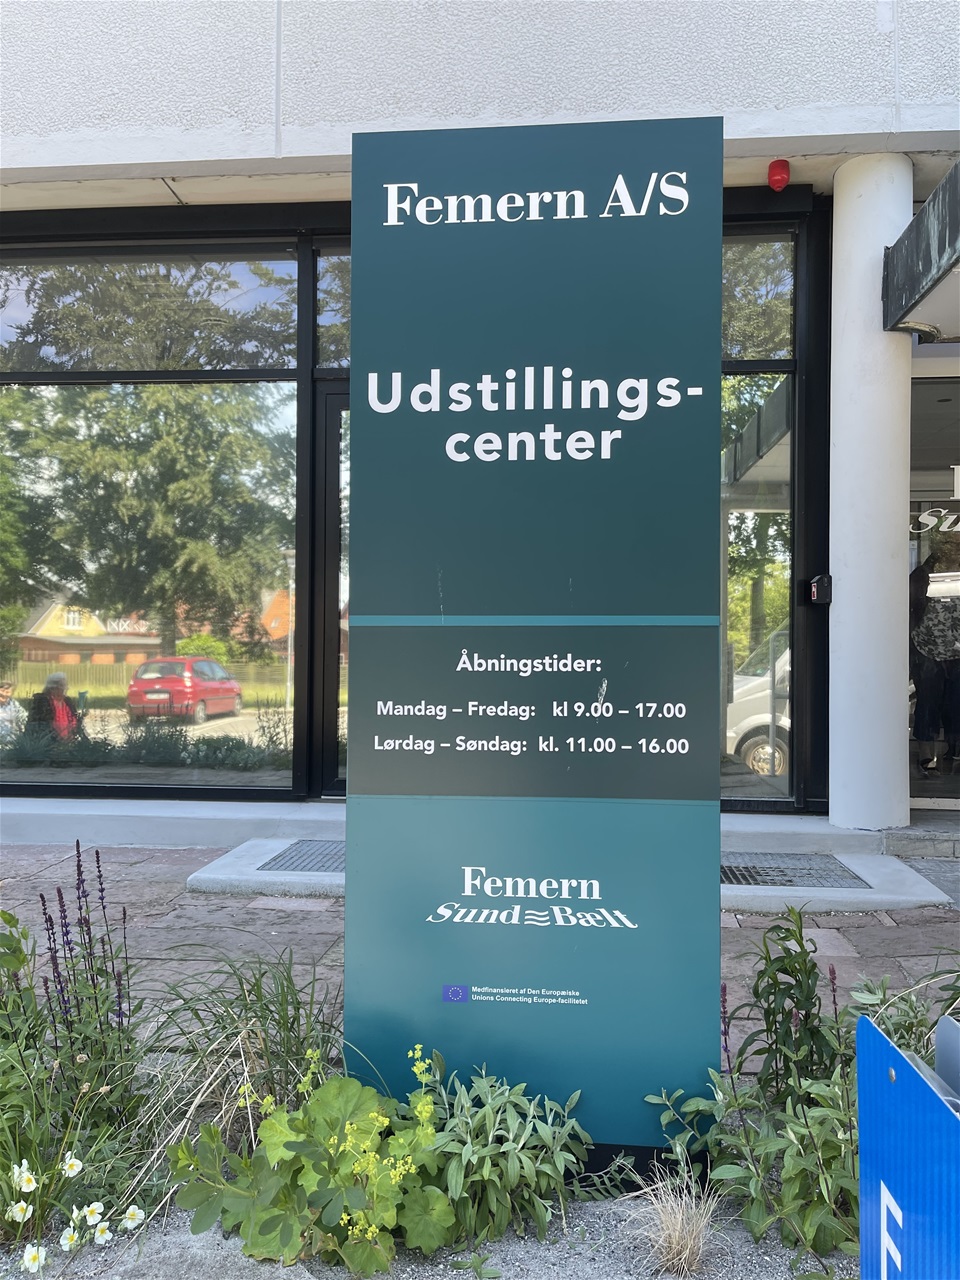 Femern A/S
Udstillings-
center
Åbningstider:
Mandag – Fredag: kl 9.00 – 17.00
Lørdag – Søndag: kl. 11.00 – 16.00
Femern
Sund Bælt
Medfinansieret af Den Europæiske
Unions Connecting Europe-facilitetet